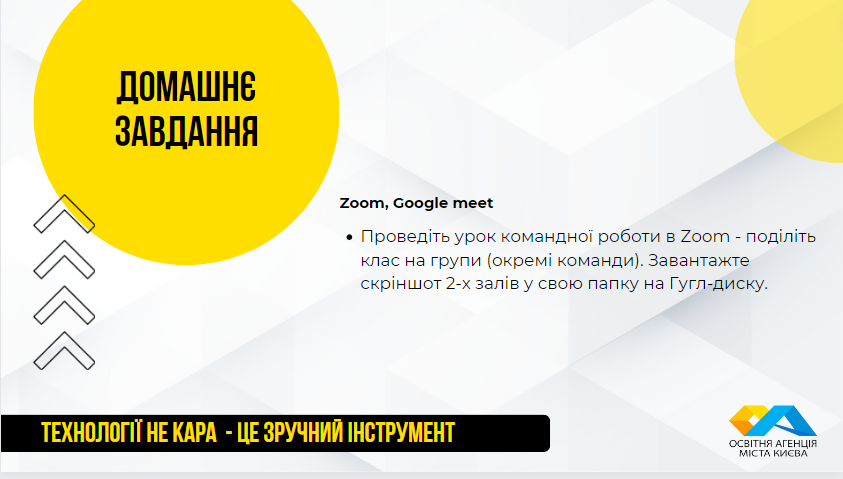 ДОМАШНЄ
ЗАВДАННЯ
Zoom, Google meet
• Проведіть урок командної роботи в Zoom - поділіть
клас на групи (окремі команди). Завантажте
скріншот 2-х залів у свою папку на Гугл-диску.
ТЕХНОЛОГІЇ НЕ КАРА - ЦЕ ЗРУЧНИЙ ІНСТРУМЕНТ
ОСВІТНЯ АГЕНЦІЯ
МІСТА КИЄВА